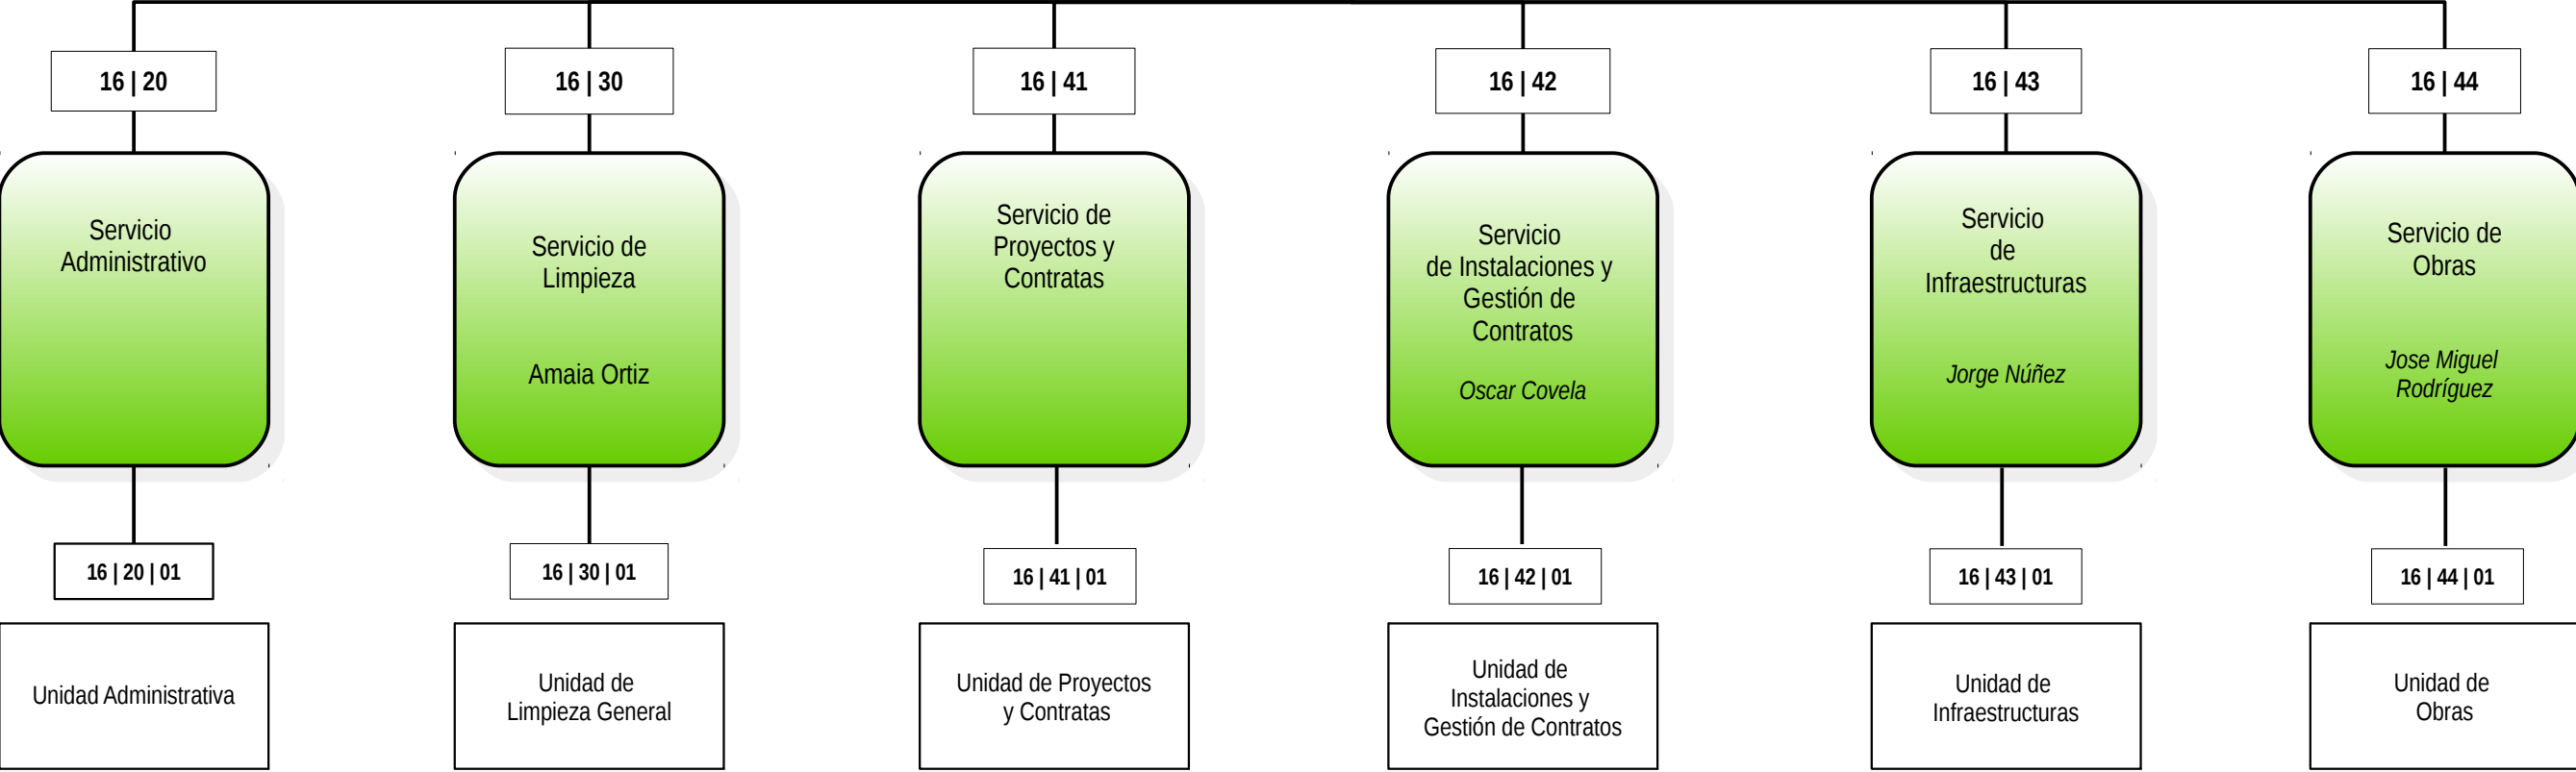 16 | 20
16 | 30
16 | 41
16 | 42
16 | 43
16 | 44
Servicio
Administrativo
Servicio de
Limpieza
Amaia Ortiz
Servicio de
Proyectos y
Contratas
Servicio
de Instalaciones y
Gestión de
Contratos
Oscar Covela
Servicio
de
Infraestructuras
Jorge Núñez
Servicio de
Obras
Jose Miguel
Rodríguez
16 | 20 | 01
16 | 30 | 01
16 | 41 | 01
16 | 42 | 01
16 | 43 | 01
16 | 44 | 01
Unidad Administrativa
Unidad de
Limpieza General
Unidad de Proyectos
y Contratas
Unidad de
Instalaciones y
Gestión de Contratos
Unidad de
Infraestructuras
Unidad de
Obras